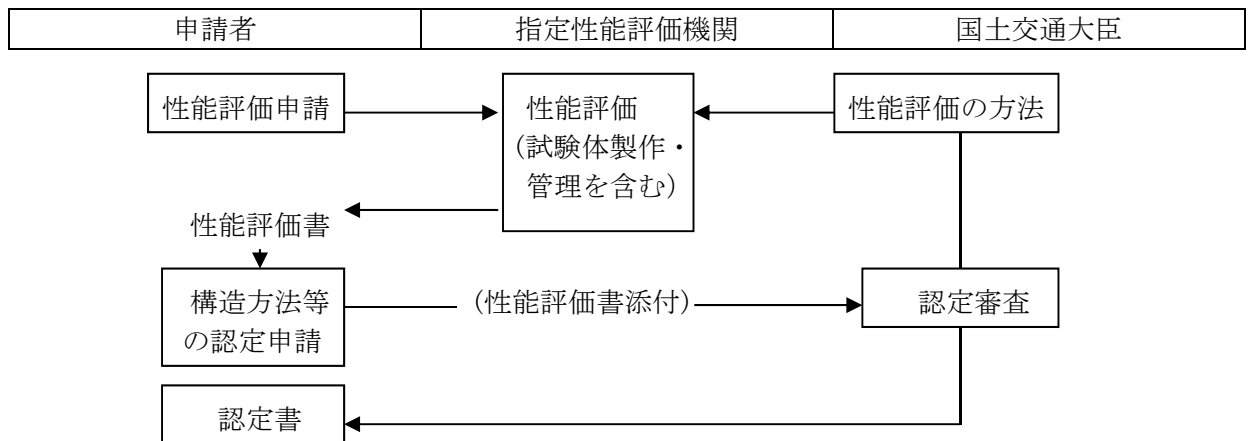 申請者 指定性能評価機関 国土交通大臣
性能評価申請 性能評価 性能評価の方法
(試験体製作・
管理を含む)
性能評価書
構造方法等 (性能評価書添付) 認定審査
の認定申請
認定書